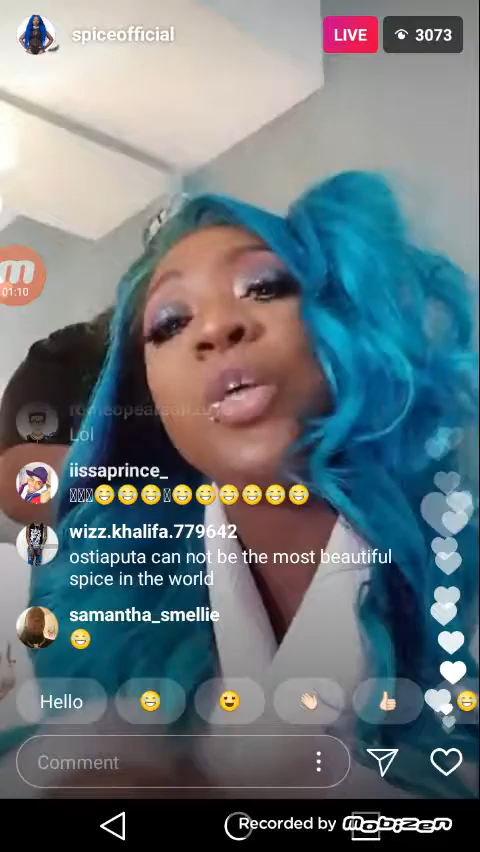 spiceofficial
LIVE
3073
01:10
Lol
iissaprince_
😂😂😂😂😂😂😂😂😂
wizz.khalifa.779642
ostiaputa can not be the most beautiful
spice in the world
samantha_smellie
😂
Hello
Comment
Recorded by mobizen